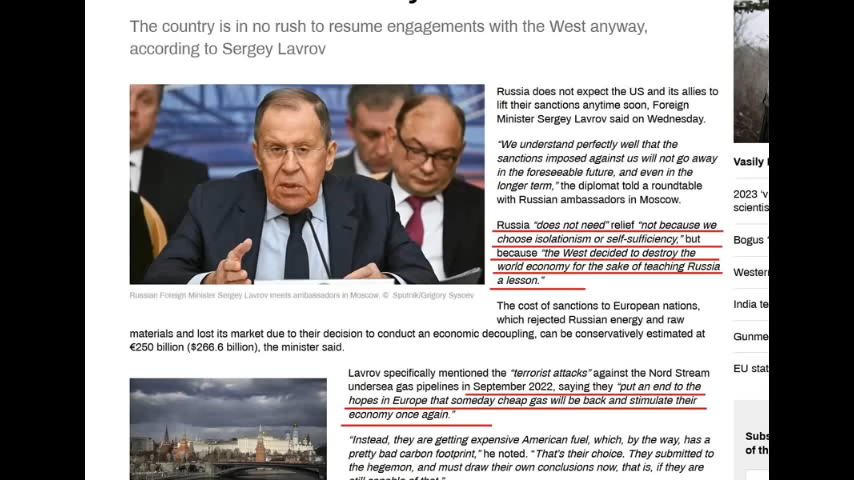 The country is in no rush to resume engagements with the West anyway,
according to Sergey Lavrov
Russia does not expect the US and its allies to
lift their sanctions anytime soon, Foreign
Minister Sergey Lavrov said on Wednesday.
“We understand perfectly well that the
sanctions imposed against us will not go away
in the foreseeable future, and even in the
longer term,” the diplomat told a roundtable
with Russian ambassadors in Moscow.
Russia “does not need” relief “not because we
choose isolationism or self-sufficiency,” but
because “the West decided to destroy the
world economy for the sake of teaching Russia
a lesson.”
Russian Foreign Minister Sergey Lavrov meets ambassadors in Moscow. © Sputnik/Grigory Sysoev
The cost of sanctions to European nations,
which rejected Russian energy and raw
materials and lost its market due to their decision to conduct an economic decoupling, can be conservatively estimated at
€250 billion ($266.6 billion), the minister said.
Lavrov specifically mentioned the “terrorist attacks” against the Nord Stream
undersea gas pipelines in September 2022, saying they “put an end to the
hopes in Europe that someday cheap gas will be back and stimulate their
economy once again.”
“Instead, they are getting expensive American fuel, which, by the way, has a
pretty bad carbon footprint,” he noted. “That’s their choice. They submitted to
the hegemon, and must draw their own conclusions now, that is, if they are
still capable of that.”
Vasily
2023 ‘v
scientis
Bogus “
Western
India te
Gunme
EU stat
Subs
of th